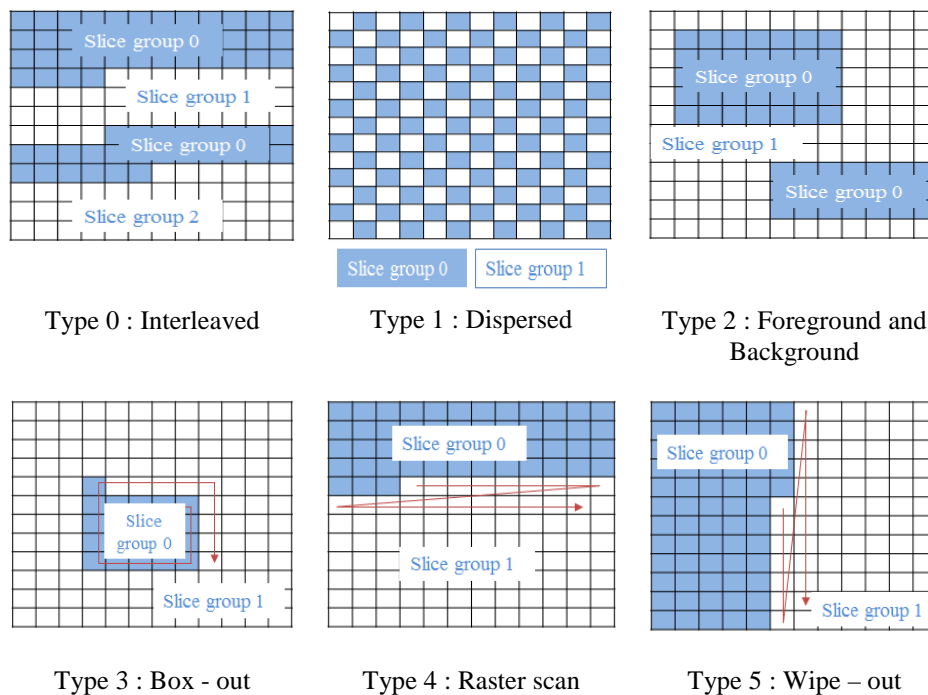 Slice group 0
Slice group 1
Slice group 0
Slice group 2
Type 0 : Interleaved
Slice group 0
Slice group 1
Type 1 : Dispersed
Slice group 0
Slice group 1
Slice group 0
Type 2 : Foreground and
Background
Slice
group 0
Slice group 1
Type 3 : Box - out
Slice group 0
Slice group 1
Type 4 : Raster scan
Slice group 0
Slice group 1
Type 5 : Wipe – out